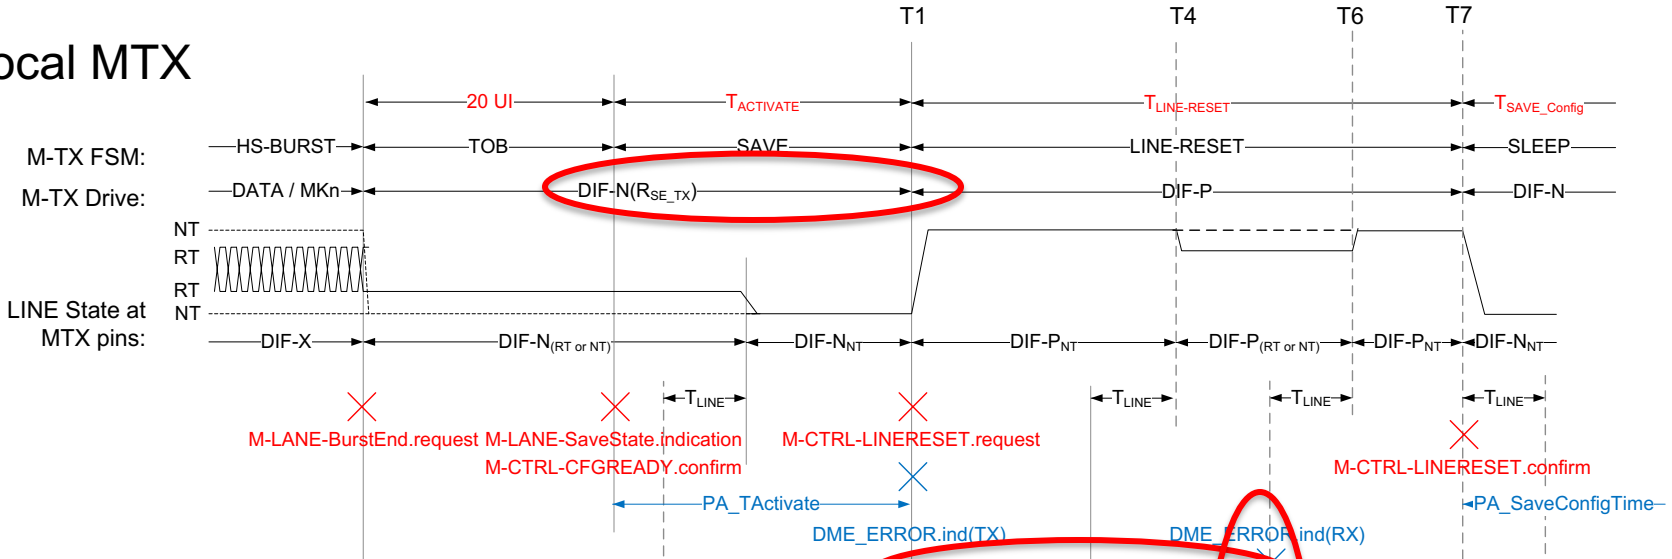 T1 T4 T6 T7
ocal MTX
20 UI TACTIVATE TLINE-RESET TSAVE_Config
M-TX FSM: HS-BURST TOB SAVE LINE-RESET SLEEP
M-TX Drive: DATA / MKn DIF-N(RSE_TX) DIF-P DIF-N
NT
RT
RT
LINE State at NT
MTX pins: DIF-X DIF-N(RT or NT) DIF-NNT DIF-PNT DIF-P(RT or NT) DIF-PNT DIF-NNT
TLINE TLINE TLINE TLINE
M-LANE-BurstEnd.request M-LANE-SaveState.indication M-CTRL-LINERESET.request
M-CTRL-CFGREADY.confirm M-CTRL-LINERESET.confirm
PA_TActivate PA_SaveConfigTime
DME_ERROR.ind(TX) DME_ERROR.ind(RX)